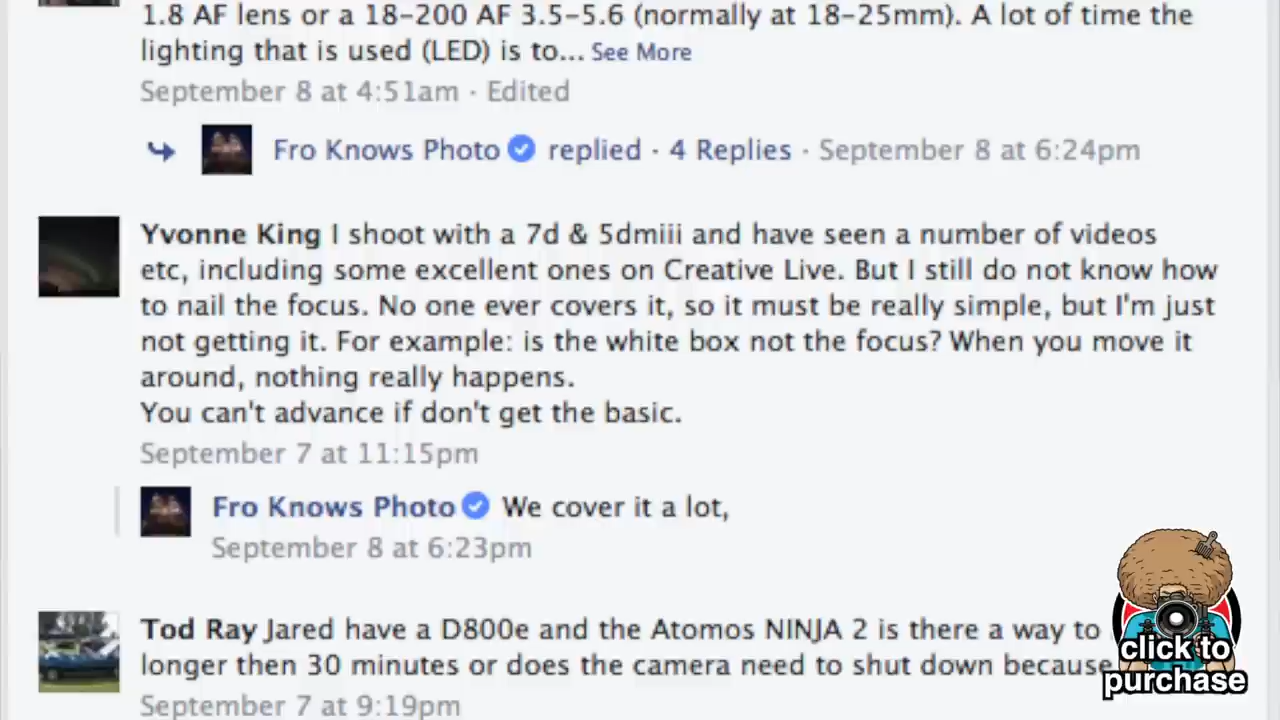 1.8 AF lens or a 18-200 AF 3.5-5.6 (normally at 18-25mm). A lot of time the
lighting that is used (LED) is to... See More
September 8 at 4:51am · Edited
Fro Knows Photo replied · 4 Replies · September 8 at 6:24pm
Yvonne King I shoot with a 7d & 5dmiii and have seen a number of videos
etc, including some excellent ones on Creative Live. But I still do not know how
to nail the focus. No one ever covers it, so it must be really simple, but I'm just
not getting it. For example: is the white box not the focus? When you move it
around, nothing really happens.
You can't advance if don't get the basic.
September 7 at 11:15pm
Fro Knows Photo We cover it a lot,
September 8 at 6:23pm
Tod Ray Jared have a D800e and the Atomos NINJA 2 is there a way to
longer then 30 minutes or does the camera need to shut down because
September 7 at 9:19pm
click to
purchase